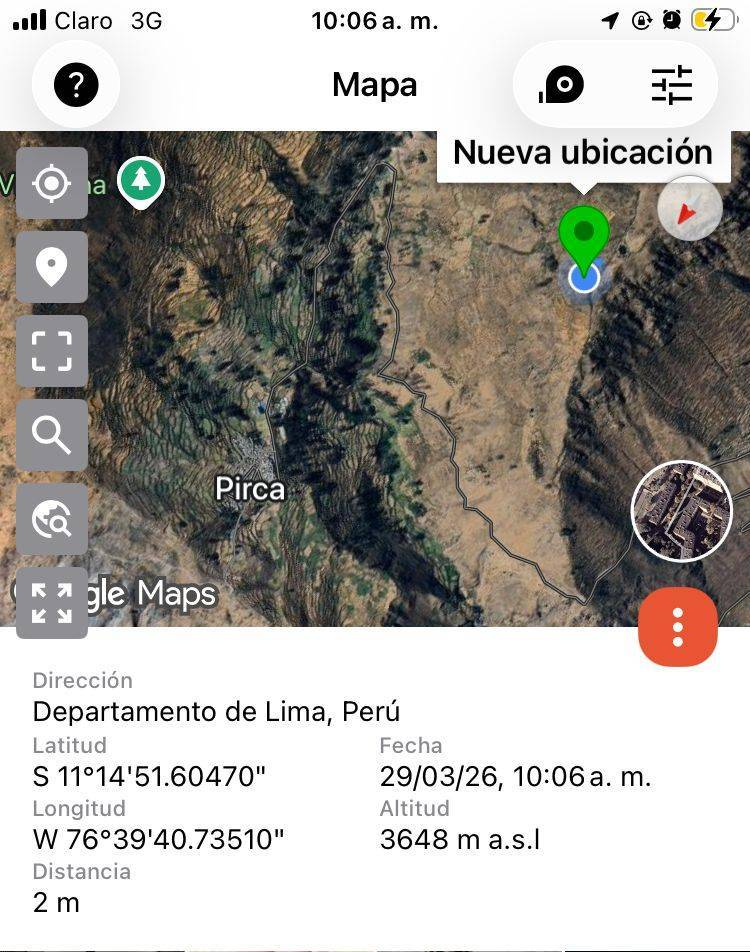 Claro 3G 10:06 a. m.
?
Mapa
Nueva ubicación
Pirca
gle Maps
Dirección
Departamento de Lima, Perú
Latitud
Fecha
S 11°14'51.60470"
29/03/26, 10:06 a. m.
Longitud
Altitud
W 76°39'40.73510"
3648 m a.s.l
Distancia
2 m